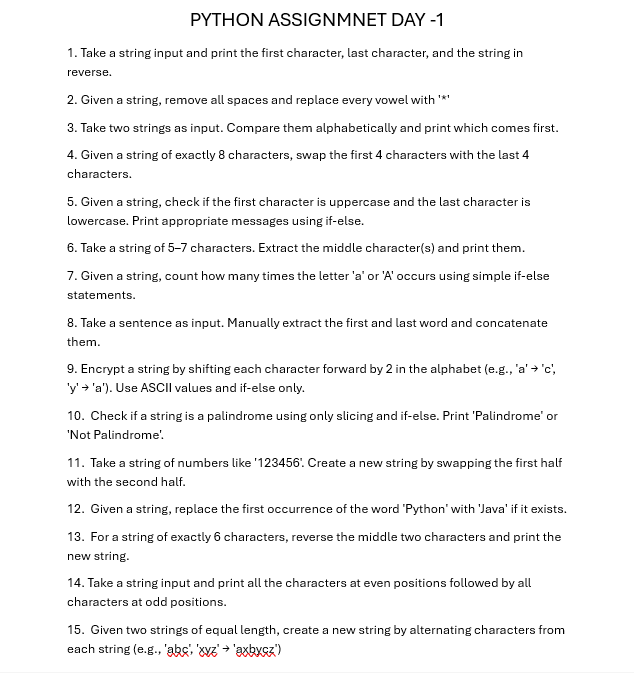 PYTHON ASSIGNMNET DAY -1
1. Take a string input and print the first character, last character, and the string in
reverse.
2. Given a string, remove all spaces and replace every vowel with '*'
3. Take two strings as input. Compare them alphabetically and print which comes first.
4. Given a string of exactly 8 characters, swap the first 4 characters with the last 4
characters.
5. Given a string, check if the first character is uppercase and the last character is
lowercase. Print appropriate messages using if-else.
6. Take a string of 5–7 characters. Extract the middle character(s) and print them.
7. Given a string, count how many times the letter 'a' or 'A' occurs using simple if-else
statements.
8. Take a sentence as input. Manually extract the first and last word and concatenate
them.
9. Encrypt a string by shifting each character forward by 2 in the alphabet (e.g., 'a' → 'c',
'y' → 'a'). Use ASCII values and if-else only.
10. Check if a string is a palindrome using only slicing and if-else. Print 'Palindrome' or
'Not Palindrome'.
11. Take a string of numbers like '123456'. Create a new string by swapping the first half
with the second half.
12. Given a string, replace the first occurrence of the word 'Python' with 'Java' if it exists.
13. For a string of exactly 6 characters, reverse the middle two characters and print the
new string.
14. Take a string input and print all the characters at even positions followed by all
characters at odd positions.
15. Given two strings of equal length, create a new string by alternating characters from
each string (e.g., 'abc', 'xyz' → 'axbycz')